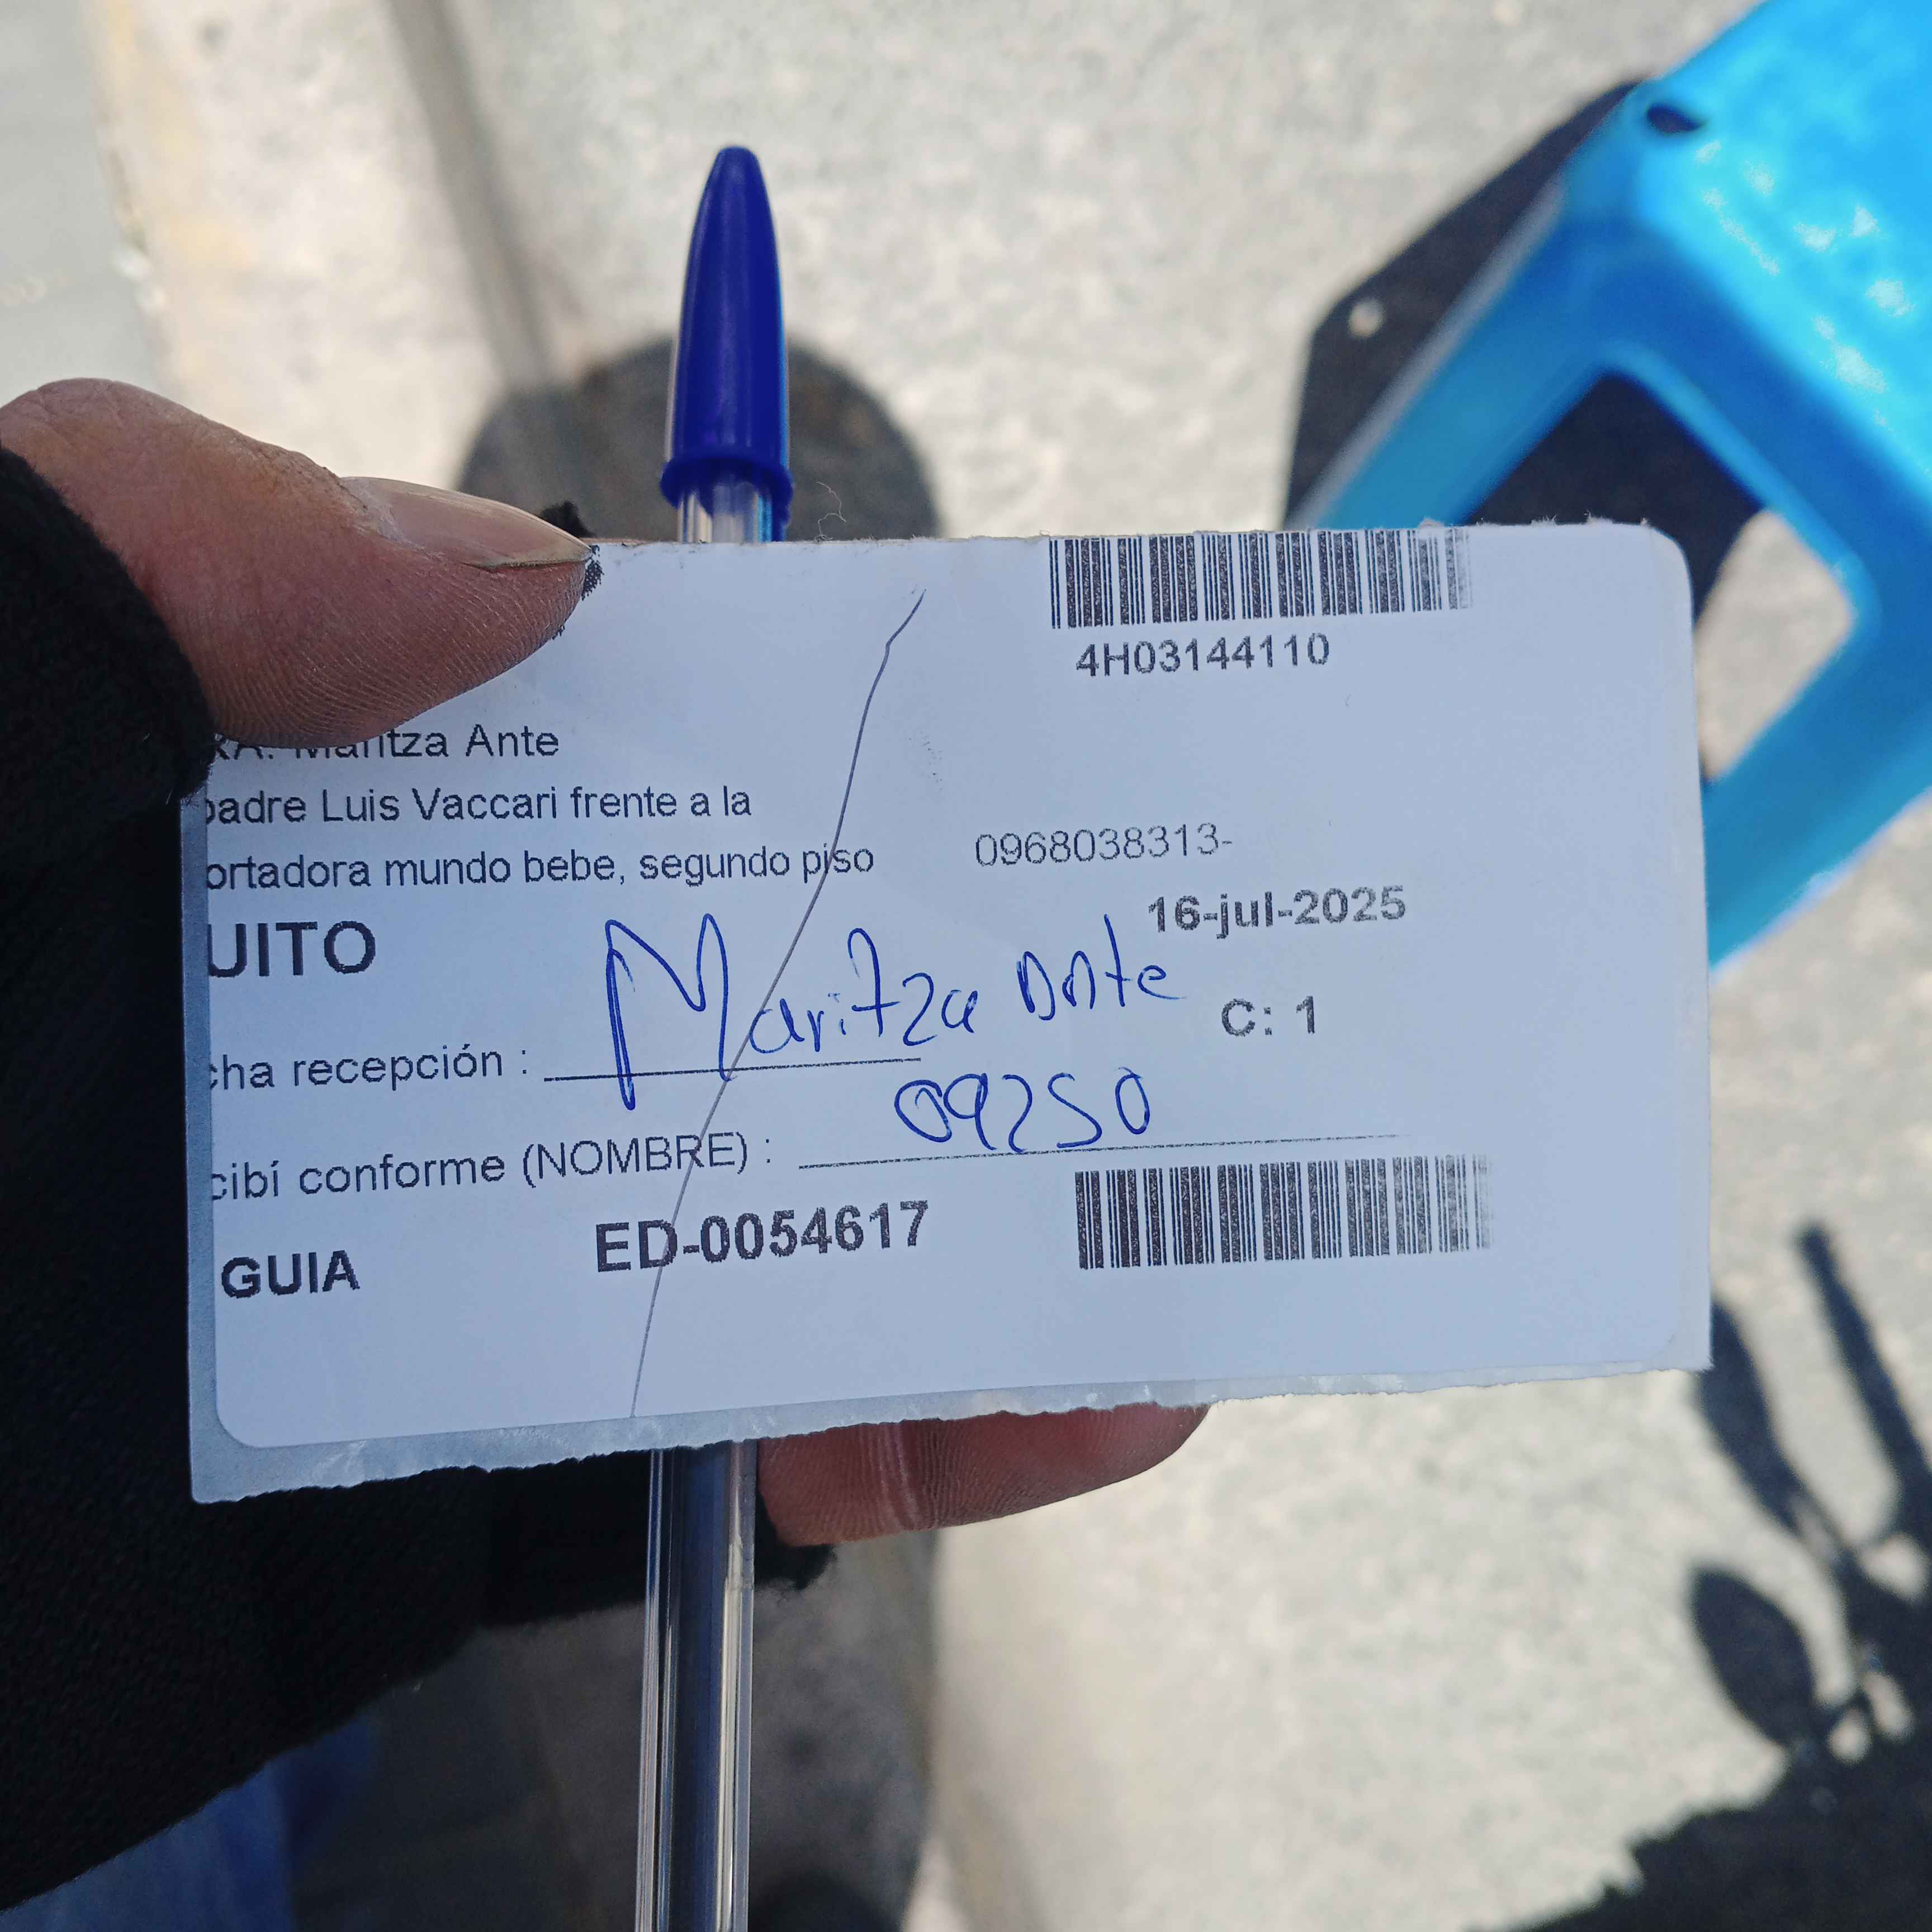 4H03144110
RA: Maritza Ante
padre Luis Vaccari frente a la
ortadora mundo bebe, segundo piso 0968038313-
UITO 16-jul-2025
Maritza Ante
C: 1
cha recepción :
09250
cibí conforme (NOMBRE) :
GUIA ED-0054617